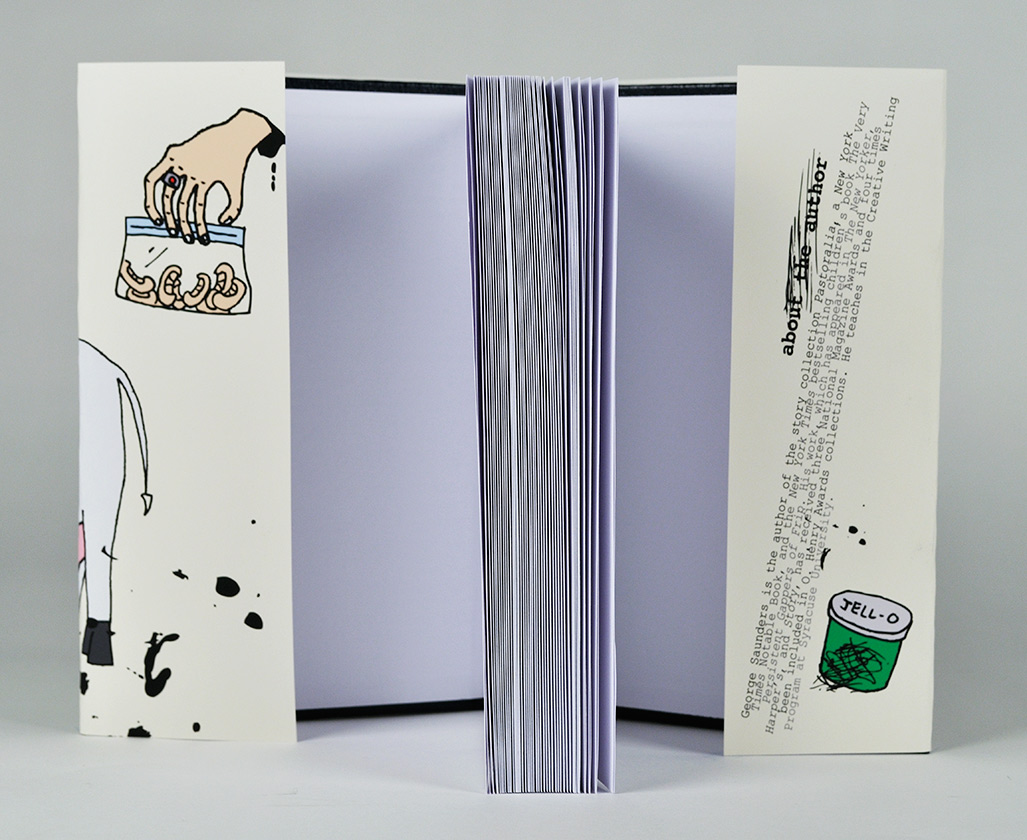 about the author
George Saunders is the author of the story collection Pastoralia, a New York
Times Notable Book, and the New York Times bestselling children's book The Very
Persistent Gappers of Frip. His work, which has appeared in The New Yorker,
Harper's, and Story, has received three National Magazine Awards and four times
been included in O. Henry Awards collections. He teaches in the Creative Writing
Program at Syracuse University.
JELL-O